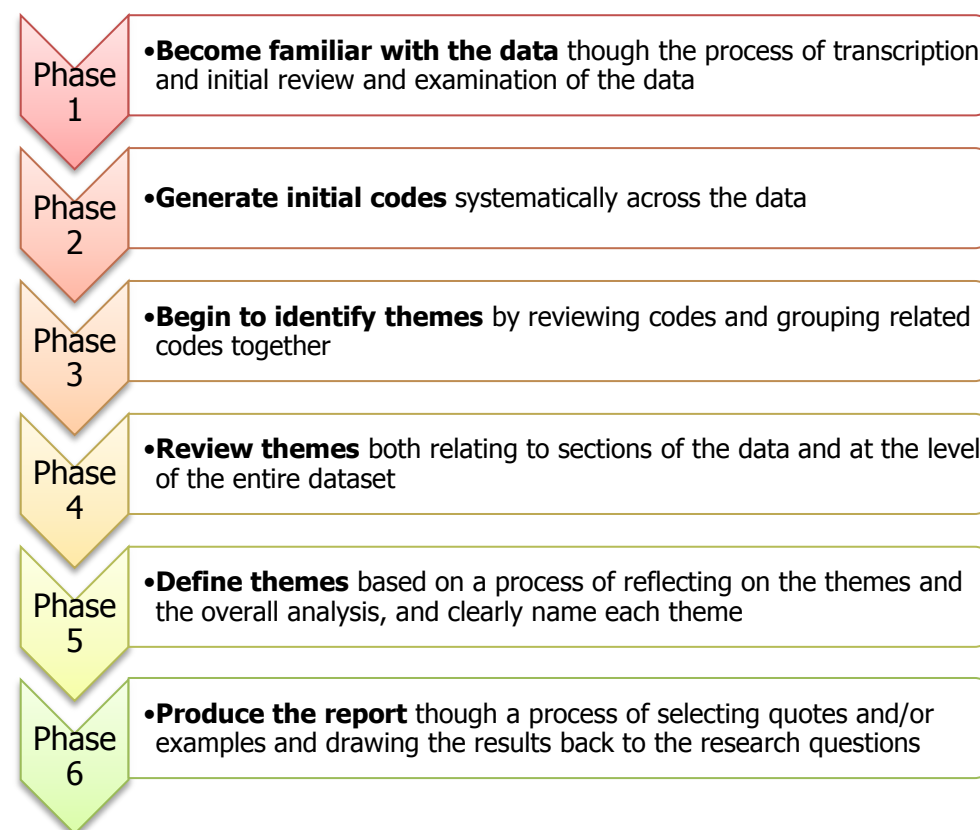 Phase
1
•Become familiar with the data though the process of transcription
and initial review and examination of the data
Phase
2
•Generate initial codes systematically across the data
Phase
3
•Begin to identify themes by reviewing codes and grouping related
codes together
Phase
4
•Review themes both relating to sections of the data and at the level
of the entire dataset
Phase
5
•Define themes based on a process of reflecting on the themes and
the overall analysis, and clearly name each theme
Phase
6
•Produce the report though a process of selecting quotes and/or
examples and drawing the results back to the research questions